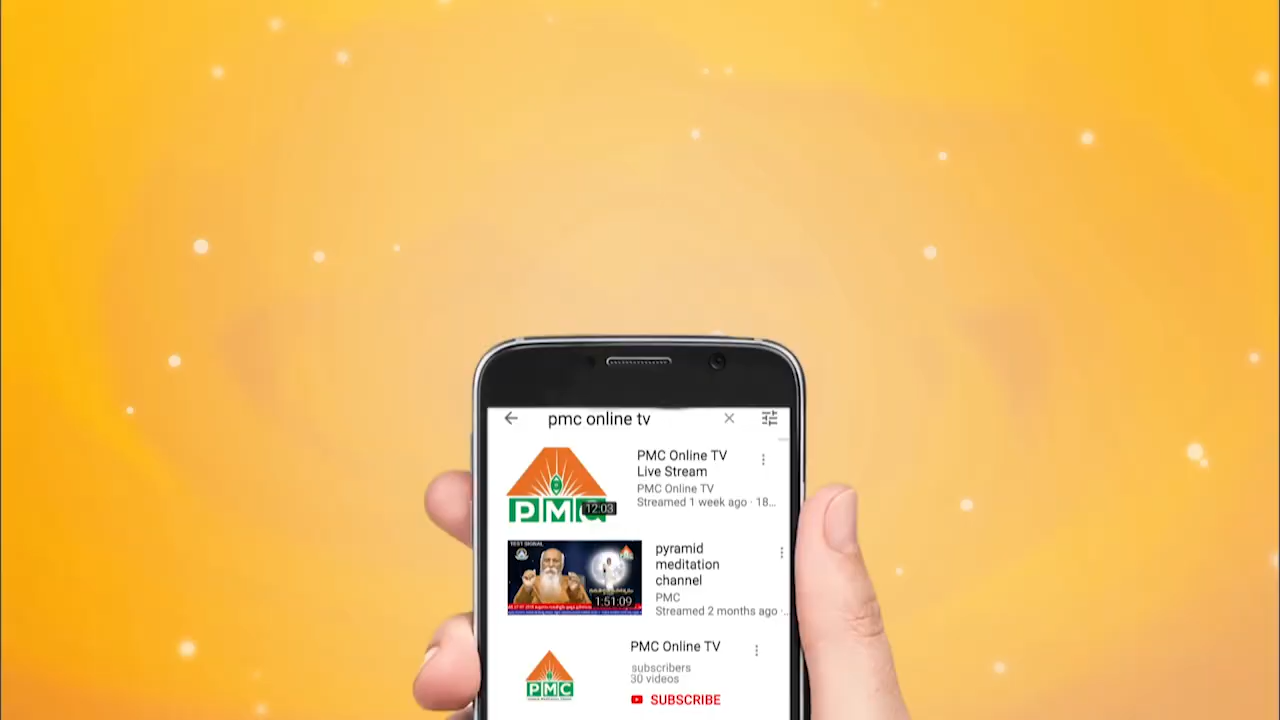 pmc online tv
PMC
12:03
PMC Online TV
Live Stream
PMC Online TV
Streamed 1 week ago · 18...
TEST SIGNAL
1:51:09
pyramid
meditation
channel
PMC
Streamed 2 months ago ·...
PMC
PMC Online TV
subscribers
30 videos
SUBSCRIBE